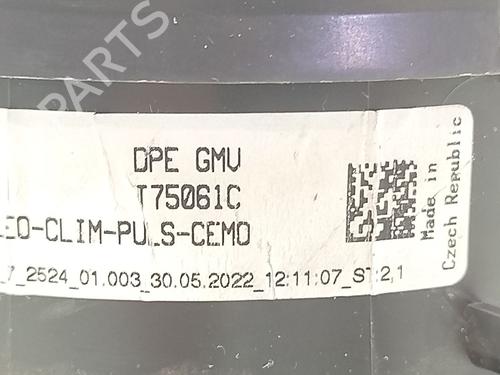 DPE GMV
T75061C
LEO-CLIM-PULS-CEMO
7_2524_01.003_30.05.2022_12:11:07_ST:2,1
Made in
Czech Republic
B-PARTS